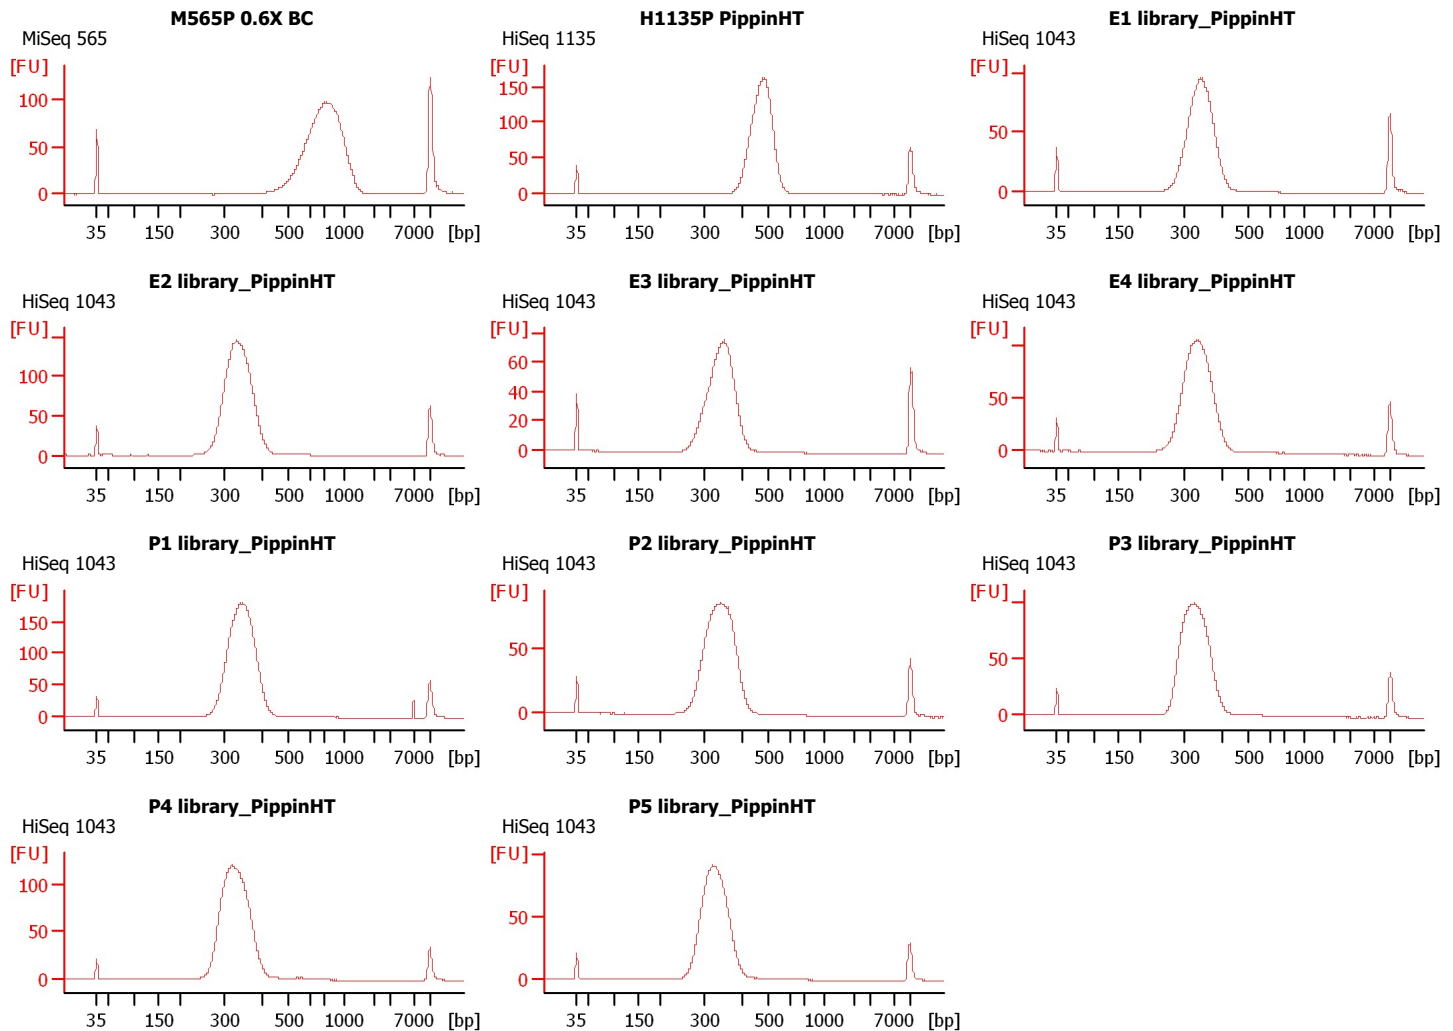 M565P 0.6X BC
MiSeq 565
[FU]
100
50
0
35 150 300 500 1000 7000 [bp]
H1135P PippinHT
HiSeq 1135
[FU]
150
100
50
0
35 150 300 500 1000 7000 [bp]
E1 library_PippinHT
HiSeq 1043
[FU]
50
0
35 150 300 500 1000 7000 [bp]
E2 library_PippinHT
HiSeq 1043
[FU]
100
50
0
35 150 300 500 1000 7000 [bp]
E3 library_PippinHT
HiSeq 1043
[FU]
60
40
20
0
35 150 300 500 1000 7000 [bp]
E4 library_PippinHT
HiSeq 1043
[FU]
50
0
35 150 300 500 1000 7000 [bp]
P1 library_PippinHT
HiSeq 1043
[FU]
150
100
50
0
35 150 300 500 1000 7000 [bp]
P2 library_PippinHT
HiSeq 1043
[FU]
50
0
35 150 300 500 1000 7000 [bp]
P3 library_PippinHT
HiSeq 1043
[FU]
50
0
35 150 300 500 1000 7000 [bp]
P4 library_PippinHT
HiSeq 1043
[FU]
100
50
0
35 150 300 500 1000 7000 [bp]
P5 library_PippinHT
HiSeq 1043
[FU]
50
0
35 150 300 500 1000 7000 [bp]